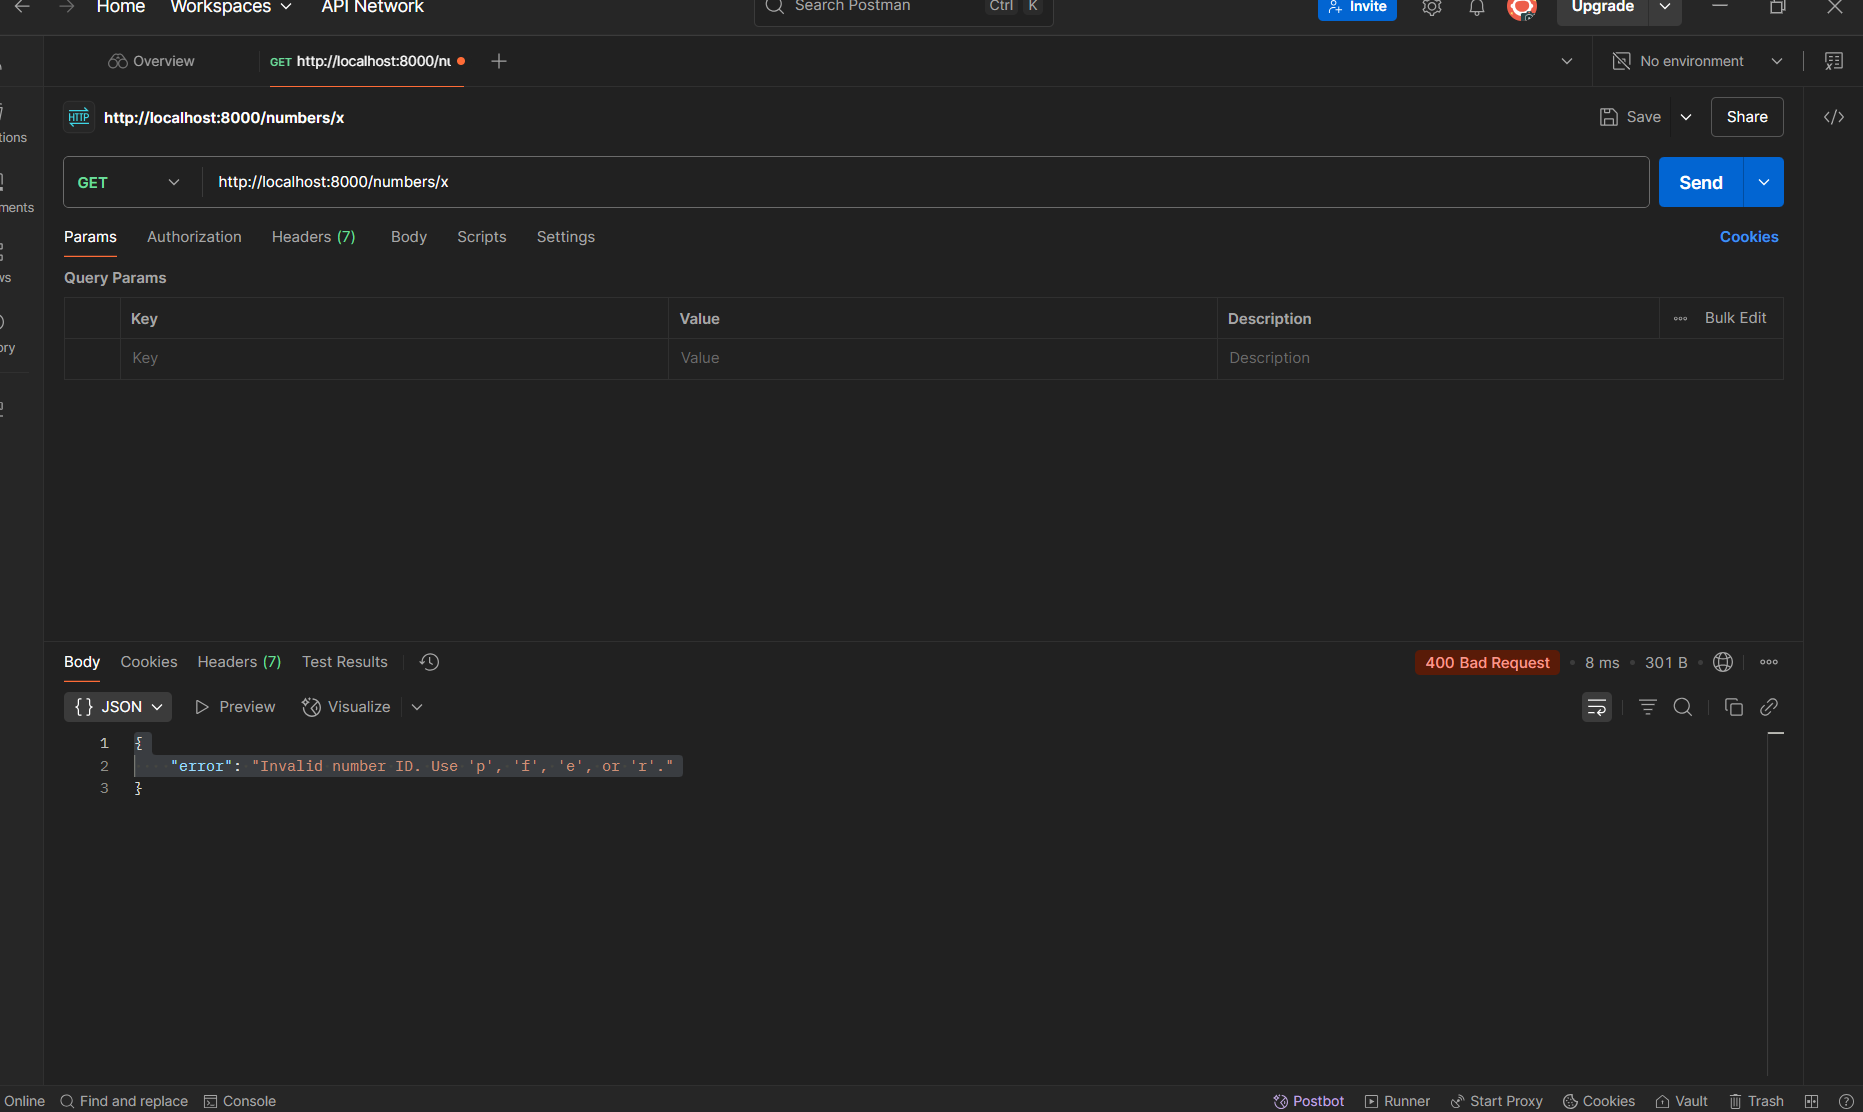 Home Workspaces API Network Search Postman Ctrl K Invite Upgrade
Overview GET http://localhost:8000/nu No environment
HTTP http://localhost:8000/numbers/x Save Share
GET http://localhost:8000/numbers/x Send
Params Authorization Headers (7) Body Scripts Settings Cookies
Query Params
Key Value Description Bulk Edit
Key Value Description
tions
ments
ws
ory
Body Cookies Headers (7) Test Results 400 Bad Request 8 ms 301 B
{} JSON Preview Visualize
1 {
2 "error": "Invalid number ID. Use 'p', 'f', 'e', or 'r'."
3 }
Online Find and replace Console Postbot Runner Start Proxy Cookies Vault Trash